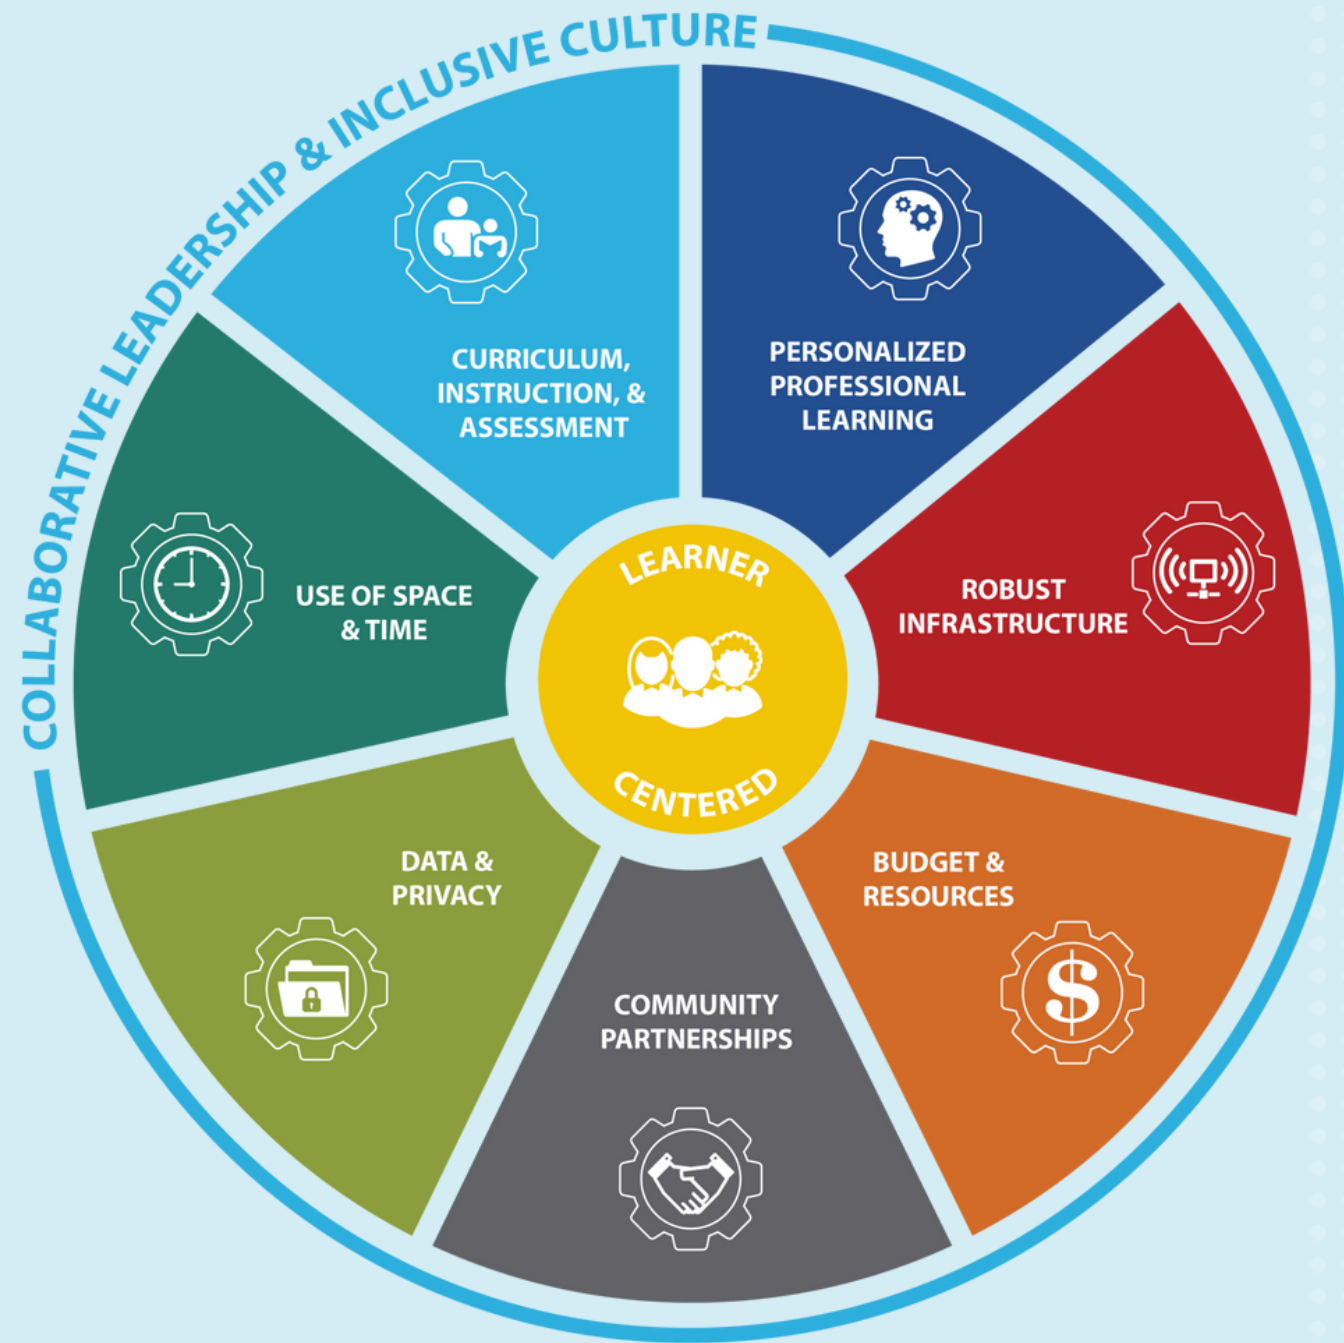 COLLABORATIVE LEADERSHIP & INCLUSIVE CULTURE
CURRICULUM,
INSTRUCTION, &
ASSESSMENT
PERSONALIZED
PROFESSIONAL
LEARNING
USE OF SPACE
& TIME
LEARNER
CENTERED
ROBUST
INFRASTRUCTURE
DATA &
PRIVACY
BUDGET &
RESOURCES
$
COMMUNITY
PARTNERSHIPS